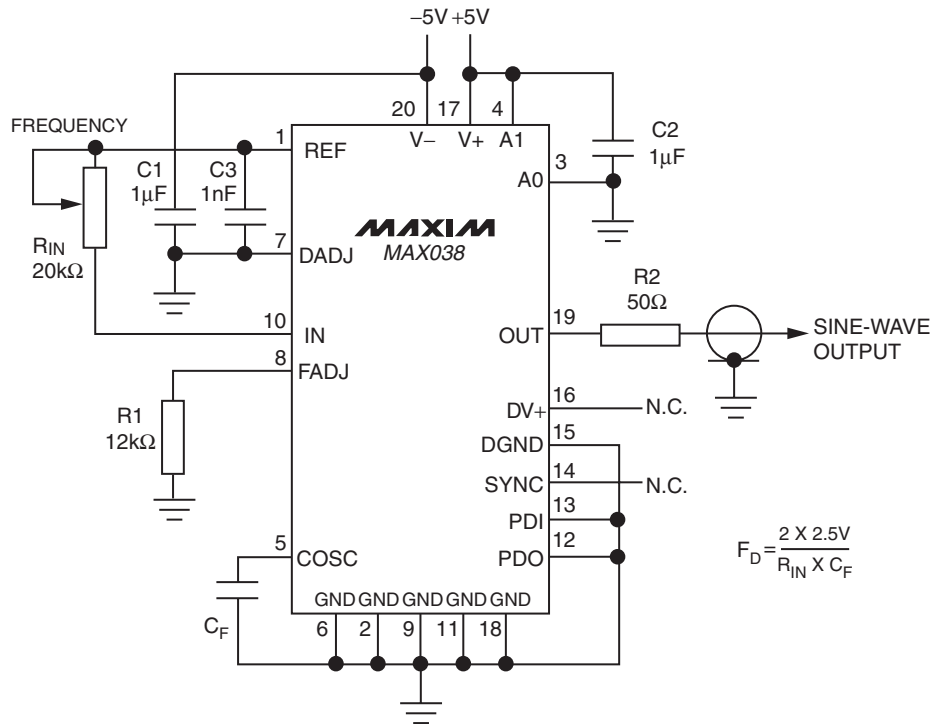 −5V +5V
20 17 4
FREQUENCY
1 REF
V− V+ A1
C2
1µF
3
A0
C1
1µF
C3
1nF
MAXIM
MAX038
7 DADJ
RIN
20kΩ
R2
50Ω
10 IN
19
OUT
SINE-WAVE
OUTPUT
8 FADJ
16
DV+ N.C.
R1
12kΩ
15
DGND
14
SYNC N.C.
13
PDI
12
PDO
5 COSC
FD = 2 X 2.5V
RIN X CF
GND GND GND GND GND
CF
6 2 9 11 18